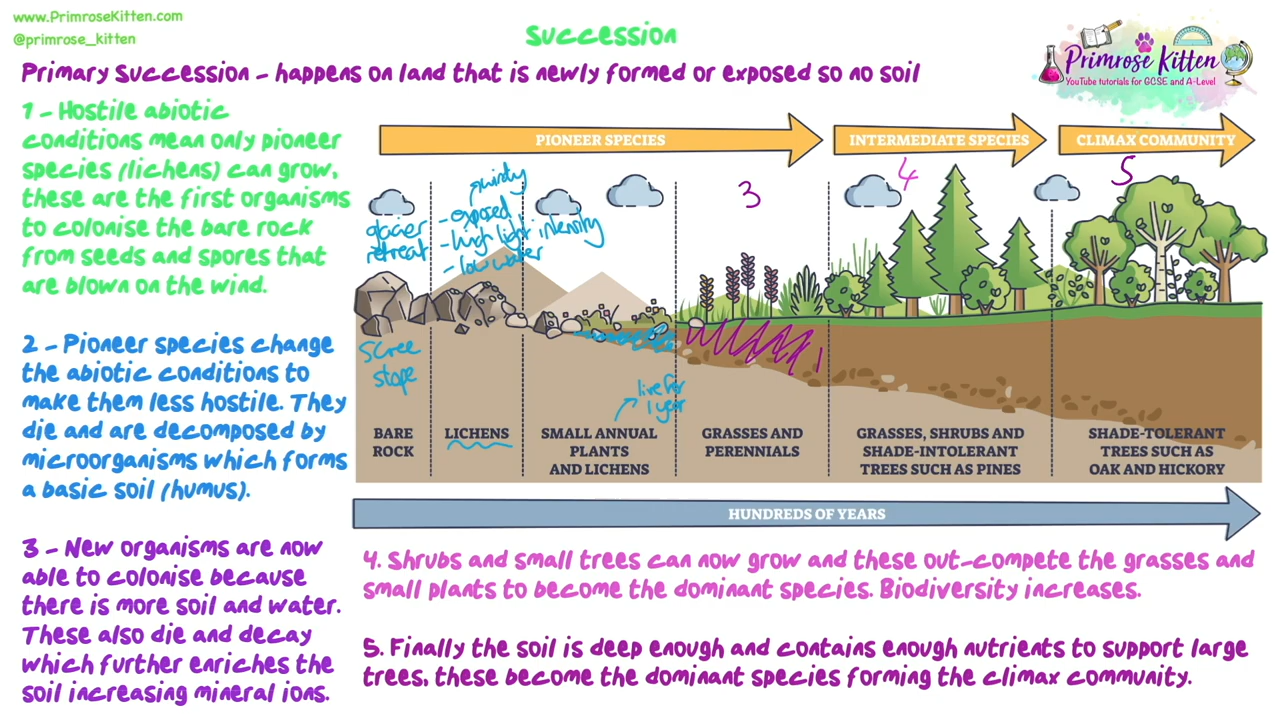 www.PrimroseKitten.com
@primrose_kitten
Succession
Primrose Kitten
YouTube tutorials for GCSE and A-Level
Primary Succession - happens on land that is newly formed or exposed so no soil
1 - Hostile abiotic
conditions mean only pioneer
species (lichens) can grow,
these are the first organisms
to colonise the bare rock
from seeds and spores that
are blown on the wind.
2 - Pioneer species change
the abiotic conditions to
make them less hostile. They
die and are decomposed by
microorganisms which forms
a basic soil (humus).
3 - New organisms are now
able to colonise because
there is more soil and water.
These also die and decay
which further enriches the
soil increasing mineral ions.
PIONEER SPECIES
INTERMEDIATE SPECIES
CLIMAX COMMUNITY
3
4
5
glacier
retreat
- exposed
- high light intensity
- low water
scree
slope
live for
1 year
BARE
ROCK
LICHENS
SMALL ANNUAL
PLANTS
AND LICHENS
GRASSES AND
PERENNIALS
GRASSES, SHRUBS AND
SHADE-INTOLERANT
TREES SUCH AS PINES
SHADE-TOLERANT
TREES SUCH AS
OAK AND HICKORY
HUNDREDS OF YEARS
4. Shrubs and small trees can now grow and these out-compete the grasses and
small plants to become the dominant species. Biodiversity increases.
5. Finally the soil is deep enough and contains enough nutrients to support large
trees, these become the dominant species forming the climax community.